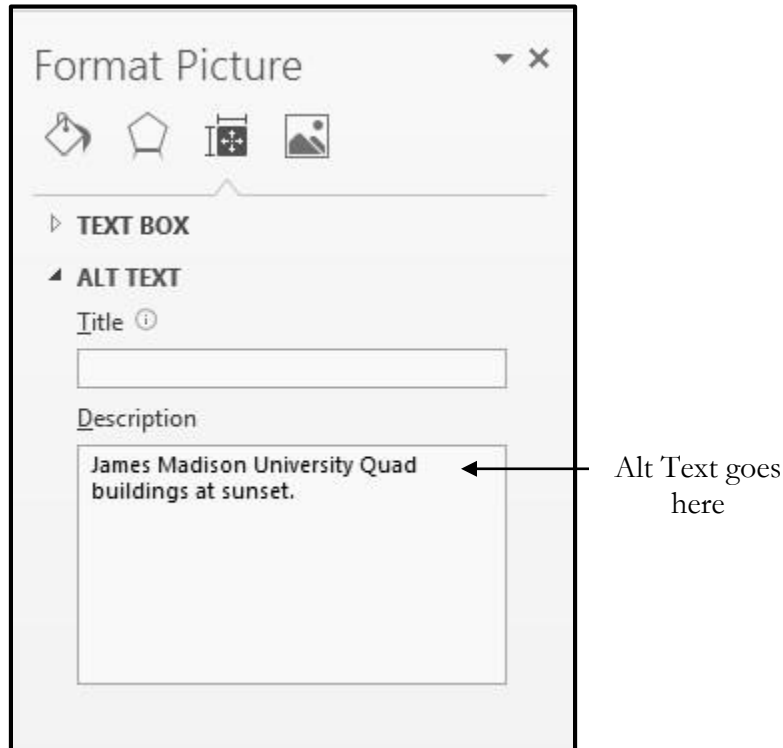 Format Picture
TEXT BOX
ALT TEXT
Title
Description
James Madison University Quad
buildings at sunset.
Alt Text goes
here